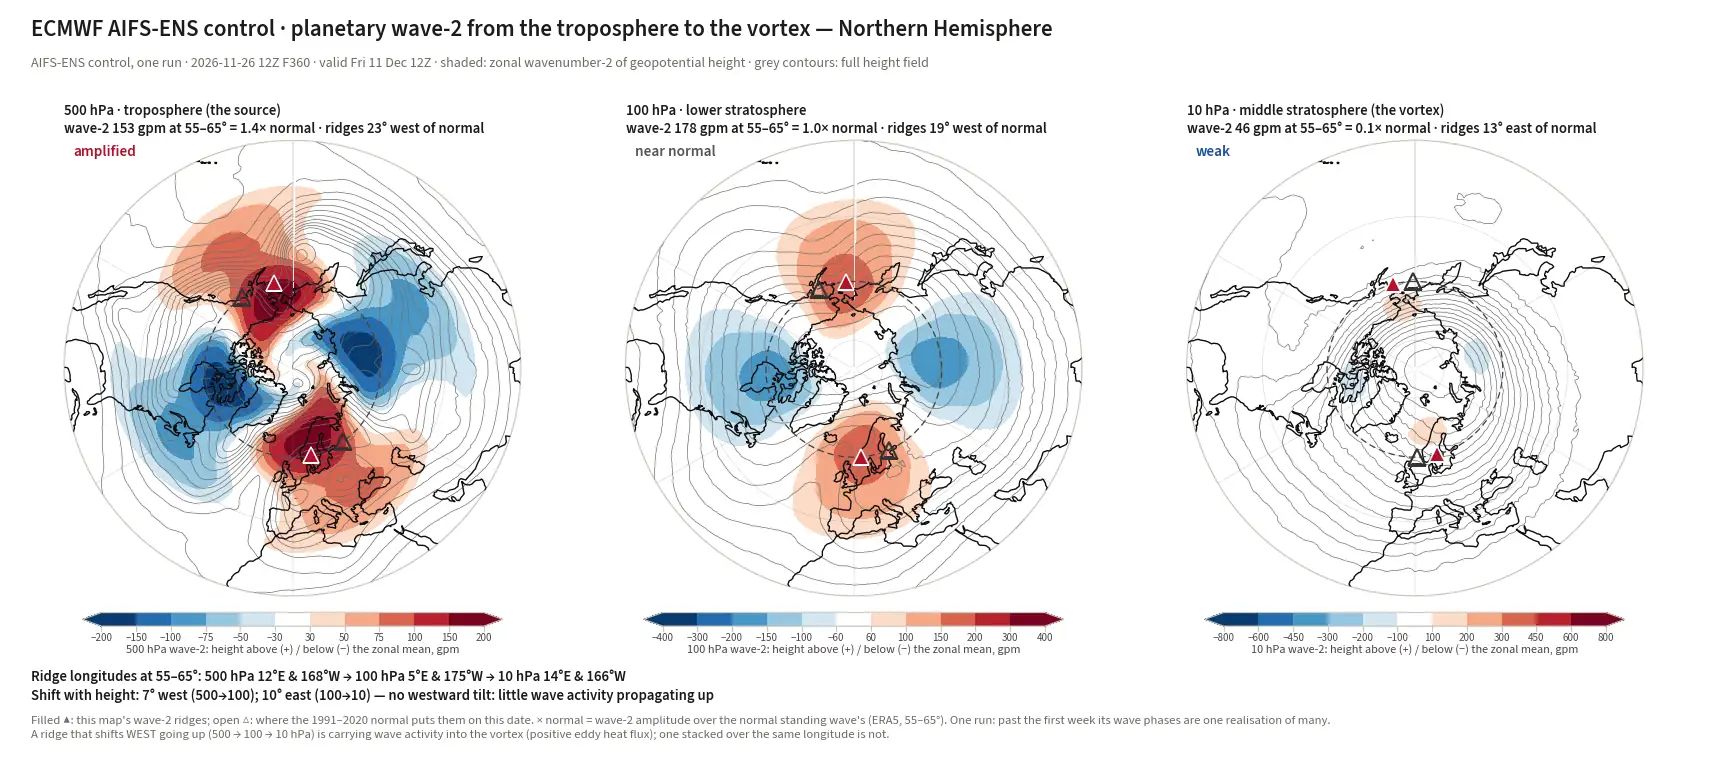 ECMWF AIFS-ENS control · planetary wave-2 from the troposphere to the vortex — Northern Hemisphere
AIFS-ENS control, one run · 2026-11-26 12Z F360 · valid Fri 11 Dec 12Z · shaded: zonal wavenumber-2 of geopotential height · grey contours: full height field
500 hPa · troposphere (the source)
wave-2 153 gpm at 55–65° = 1.4× normal · ridges 23° west of normal
amplified
100 hPa · lower stratosphere
wave-2 178 gpm at 55–65° = 1.0× normal · ridges 19° west of normal
near normal
10 hPa · middle stratosphere (the vortex)
wave-2 46 gpm at 55–65° = 0.1× normal · ridges 13° east of normal
weak
−200 −150 −100 −75 −50 −30 30 50 75 100 150 200
500 hPa wave-2: height above (+) / below (−) the zonal mean, gpm
−400 −300 −200 −150 −100 −60 60 100 150 200 300 400
100 hPa wave-2: height above (+) / below (−) the zonal mean, gpm
−800 −600 −450 −300 −200 −100 100 200 300 450 600 800
10 hPa wave-2: height above (+) / below (−) the zonal mean, gpm
Ridge longitudes at 55–65°: 500 hPa 12°E & 168°W → 100 hPa 5°E & 175°W → 10 hPa 14°E & 166°W
Shift with height: 7° west (500→100); 10° east (100→10) — no westward tilt: little wave activity propagating up
Filled ▲: this map's wave-2 ridges; open △: where the 1991–2020 normal puts them on this date. × normal = wave-2 amplitude over the normal standing wave's (ERA5, 55–65°). One run: past the first week its wave phases are one realisation of many.
A ridge that shifts WEST going up (500 → 100 → 10 hPa) is carrying wave activity into the vortex (positive eddy heat flux); one stacked over the same longitude is not.